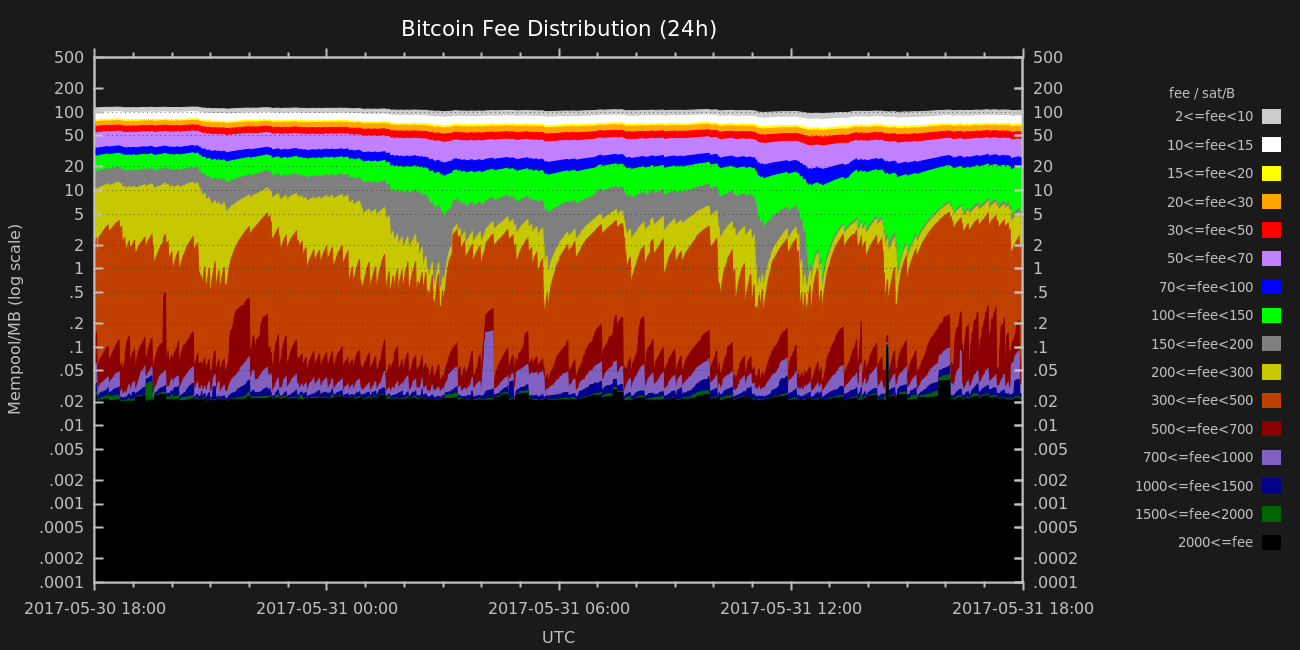 Bitcoin Fee Distribution (24h)
500 500
200 200
100 100
50 50
20 20
10 10
5 5
2 2
1 1
.5 .5
.2 .2
.1 .1
.05 .05
.02 .02
.01 .01
.005 .005
.002 .002
.001 .001
.0005 .0005
.0002 .0002
.0001 .0001
Mempool/MB (log scale)
2017-05-30 18:00 2017-05-31 00:00 2017-05-31 06:00 2017-05-31 12:00 2017-05-31 18:00
UTC
fee / sat/B
2<=fee<10
10<=fee<15
15<=fee<20
20<=fee<30
30<=fee<50
50<=fee<70
70<=fee<100
100<=fee<150
150<=fee<200
200<=fee<300
300<=fee<500
500<=fee<700
700<=fee<1000
1000<=fee<1500
1500<=fee<2000
2000<=fee